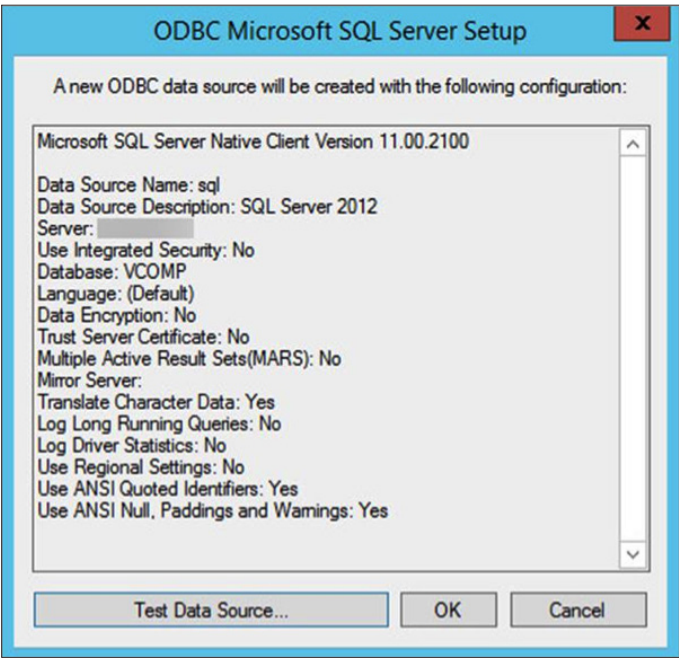 ODBC Microsoft SQL Server Setup
x
A new ODBC data source will be created with the following configuration:
Microsoft SQL Server Native Client Version 11.00.2100
Data Source Name: sql
Data Source Description: SQL Server 2012
Server:
Use Integrated Security: No
Database: VCOMP
Language: (Default)
Data Encryption: No
Trust Server Certificate: No
Multiple Active Result Sets(MARS): No
Mirror Server:
Translate Character Data: Yes
Log Long Running Queries: No
Log Driver Statistics: No
Use Regional Settings: No
Use ANSI Quoted Identifiers: Yes
Use ANSI Null, Paddings and Warnings: Yes
Test Data Source... OK Cancel